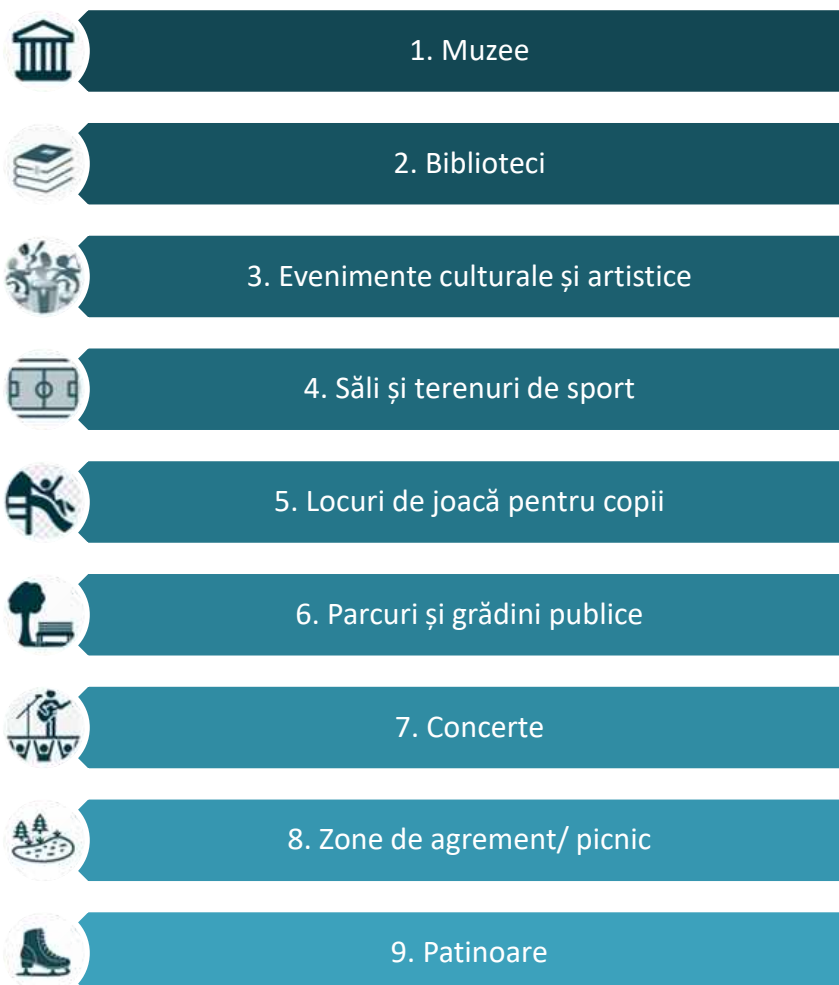 1. Muzee
2. Biblioteci
3. Evenimente culturale și artistice
4. Săli și terenuri de sport
5. Locuri de joacă pentru copii
6. Parcuri și grădini publice
7. Concerte
8. Zone de agrement/ picnic
9. Patinoare